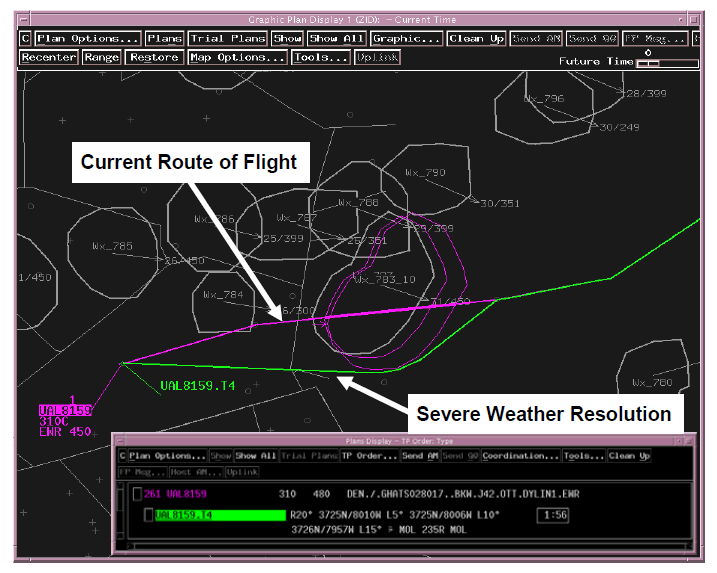 Graphic Plan Display 1 (ZID): - Current Time
C Plan Options... Plans Trial Plans Show Show All Graphic... Clean Up Send AM Send GO FP Msg...
Recenter Range Restore Map Options... Tools... Uplink
Future Time 0
Wx_796
28/399
30/249
Current Route of Flight
Wx_790
30/351
Wx_788
Wx_786
Wx_787
29/399
25/399
26/351
Wx_785
26/450
1/450
Wx_783_10
Wx_784
31/450
6/300
UAL8159.T4
Wx_780
1
UAL8159
310C
ENR 450
Severe Weather Resolution
Plans Display - TP Order: Type
C Plan Options... Show Show All Trial Plans TP Order... Send AM Send GO Coordination... Tools... Clean Up
FP Msg... Host AM... Uplink
261 UAL8159 310 480 DEN./.GHATS028017..BKW.J42.OTT.DYLIN1.EWR
UAL8159.T4 R20° 3725N/8010W L5° 3725N/8006W L10° 1:56
3726N/7957W L15° > MOL 235R MOL